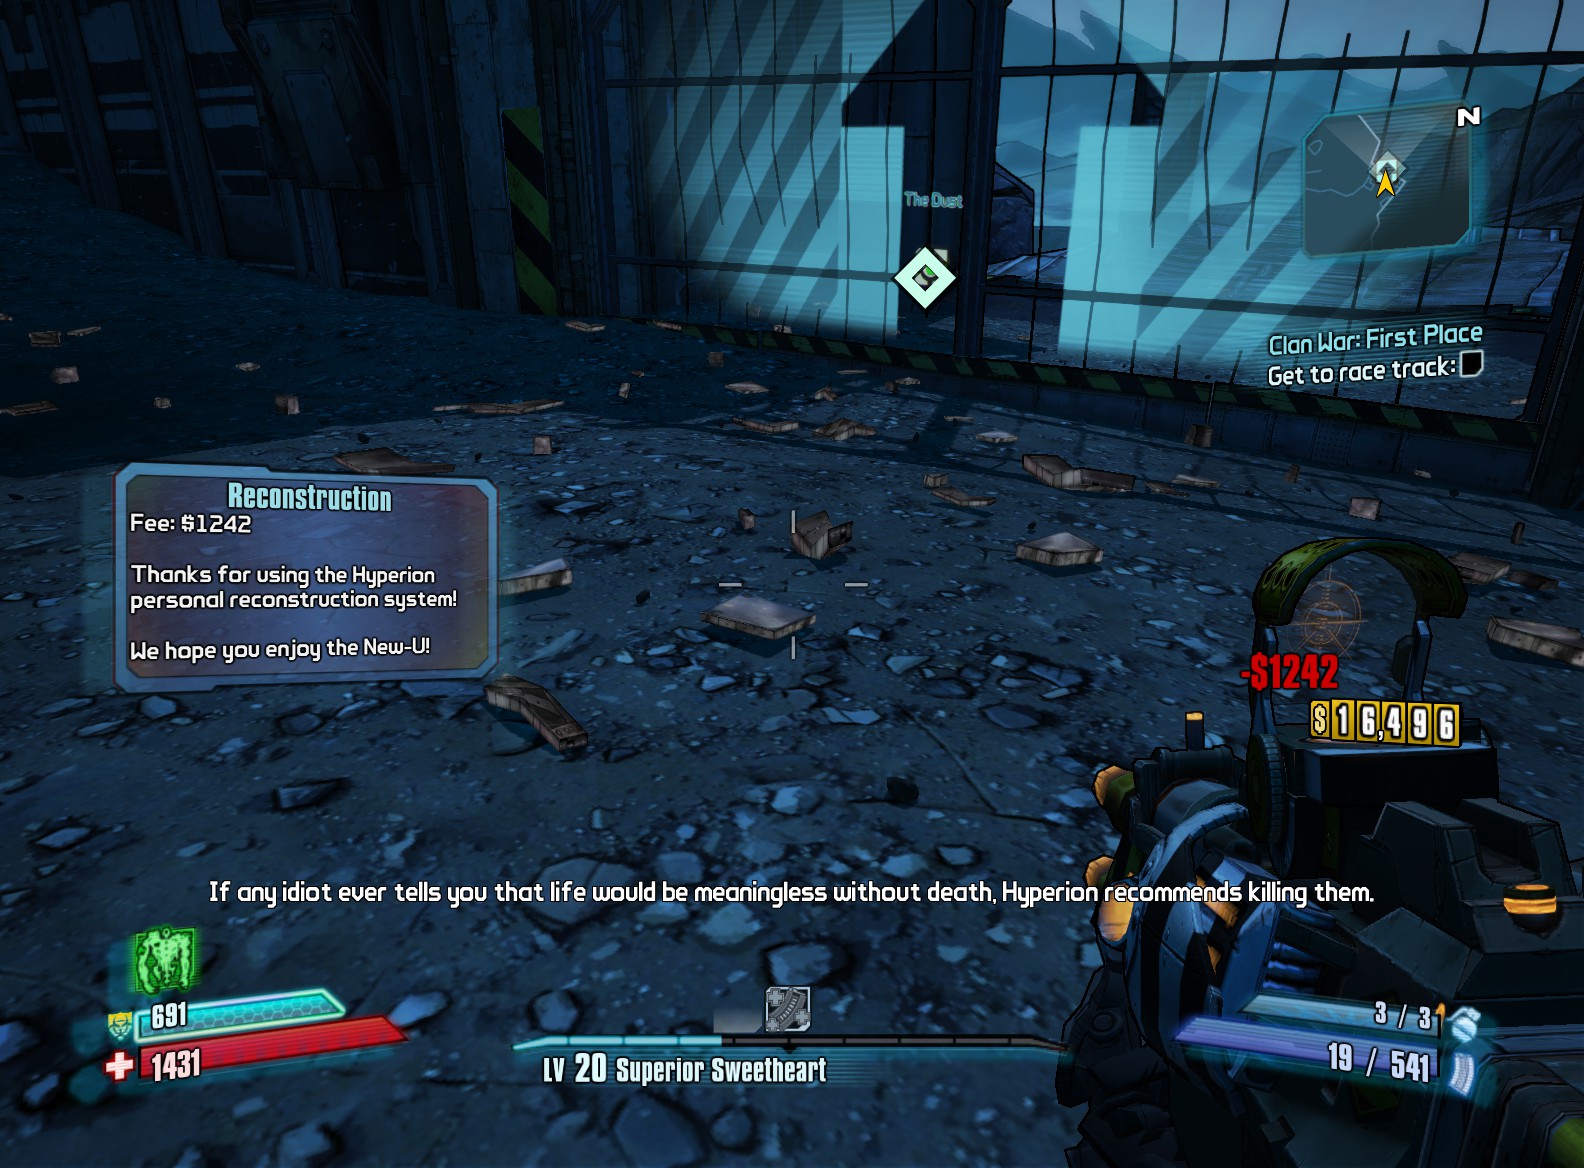 N
The Dust
Clan War: First Place
Get to race track:
Reconstruction
Fee: $1242
Thanks for using the Hyperion
personal reconstruction system!
We hope you enjoy the New-U!
-$1242
$16,496
If any idiot ever tells you that life would be meaningless without death, Hyperion recommends killing them.
691
1431
LV 20 Superior Sweetheart
3 / 3
19 / 541